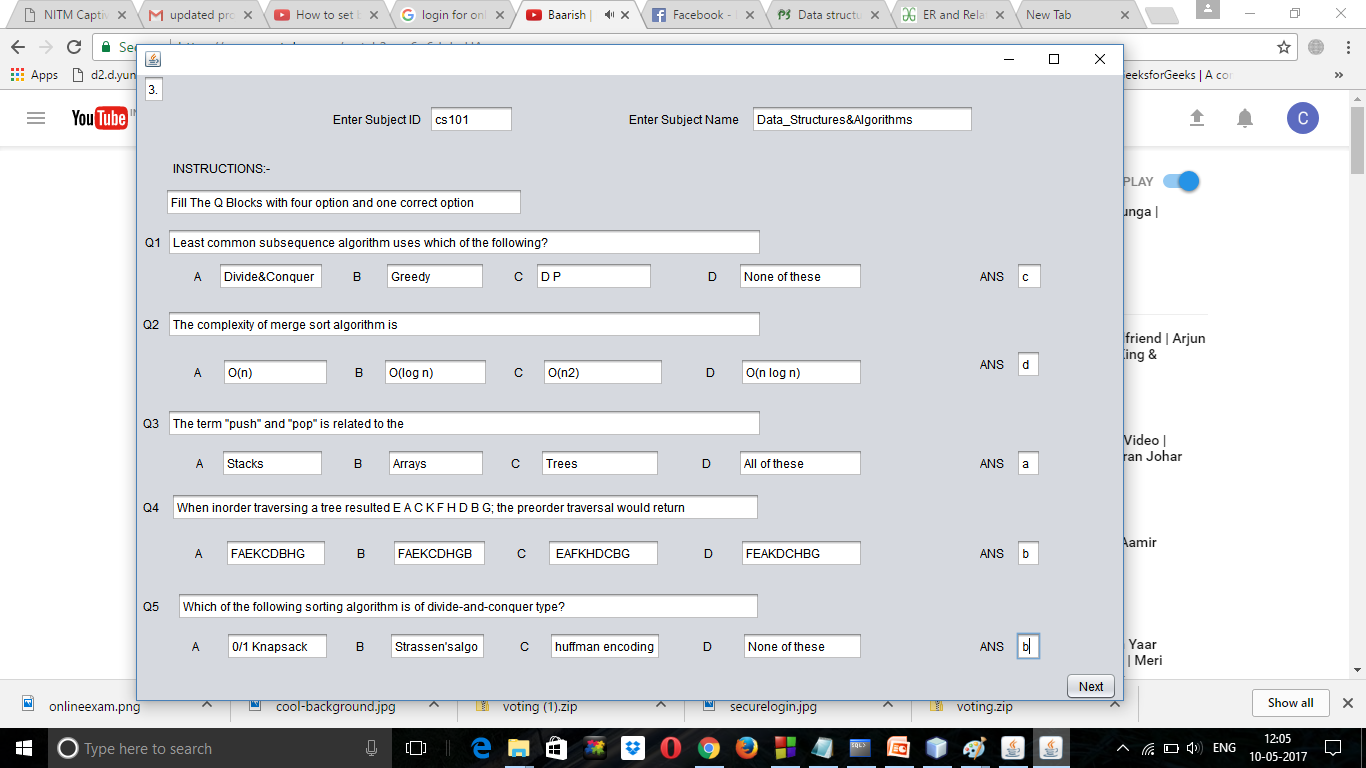 NITM Captiv
updated pro
How to set b
login for onl
Baarish |
Facebook -
Data structu
ER and Rela
New Tab
Apps
d2.d.yun
eeksforGeeks | A co
YouTube IN
C
3.
Enter Subject ID cs101 Enter Subject Name Data_Structures&Algorithms
PLAY
unga |
INSTRUCTIONS:-
Fill The Q Blocks with four option and one correct option
Q1 Least common subsequence algorithm uses which of the following?
A Divide&Conquer B Greedy C D P D None of these ANS c
Q2 The complexity of merge sort algorithm is
friend | Arjun
King &
A O(n) B O(log n) C O(n2) D O(n log n) ANS d
Q3 The term "push" and "pop" is related to the
Video |
ran Johar
A Stacks B Arrays C Trees D All of these ANS a
Q4 When inorder traversing a tree resulted E A C K F H D B G; the preorder traversal would return
Aamir
A FAEKCDBHG B FAEKCDHGB C EAFKHDCBG D FEAKDCHBG ANS b
Q5 Which of the following sorting algorithm is of divide-and-conquer type?
A 0/1 Knapsack B Strassen'salgo C huffman encoding D None of these ANS b
Yaar
| Meri
Next
onlineexam.png
cool-background.jpg
voting (1).zip
securelogin.jpg
voting.zip
Show all
Type here to search
ENG
12:05
10-05-2017